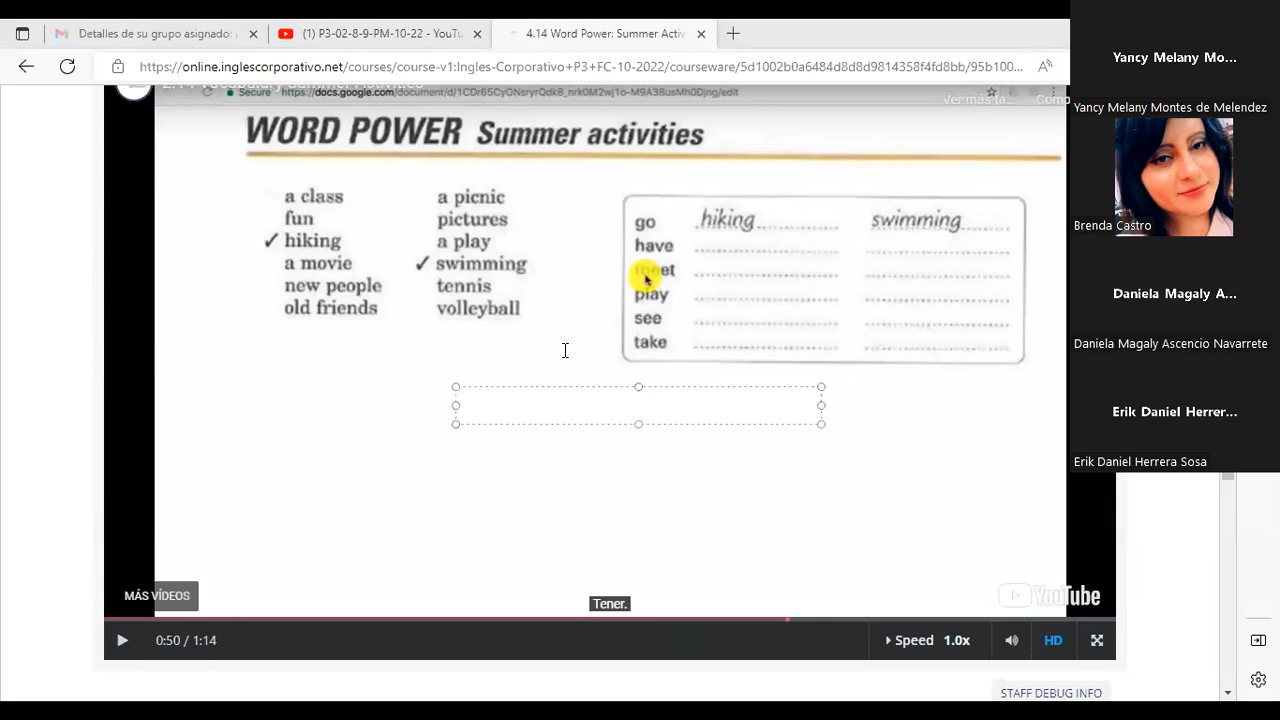 Detalles de su grupo asignado:
(1) P3-02-8-9-PM-10-22 - YouTu
4.14 Word Power: Summer Activ
https://online.inglescorporativo.net/courses/course-v1:Ingles-Corporativo+P3+FC-10-2022/courseware/5d1002b0a6484d8d8d9814358f4fd8bb/95b100...
Secure https://docs.google.com/document/d/1CDr65CyONsryrQdk8_nrk0M2wj1o-M9A38usMh0Djng/edit
WORD POWER Summer activities
a class a picnic
fun pictures
✓ hiking a play
a movie ✓ swimming
new people tennis
old friends volleyball
go hiking swimming
have
meet
play
see
take
Tener.
MÁS VÍDEOS
YouTube
0:50 / 1:14
Speed 1.0x
HD
STAFF DEBUG INFO
Yancy Melany Mo...
Yancy Melany Montes de Melendez
Brenda Castro
Daniela Magaly A...
Daniela Magaly Ascencio Navarrete
Erik Daniel Herrer...
Erik Daniel Herrera Sosa